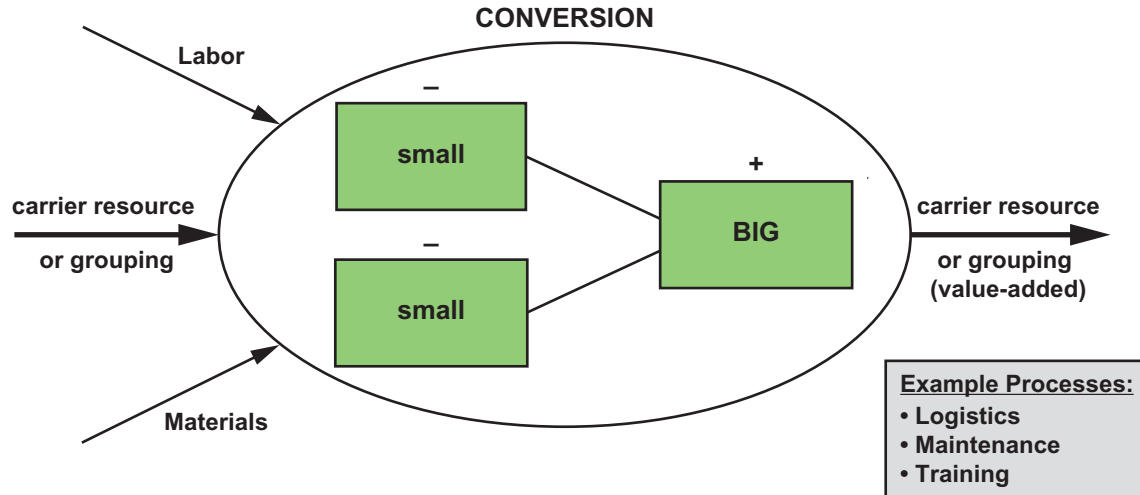 CONVERSION
Labor
–
small
+
carrier resource
or grouping
–
small
BIG
carrier resource
or grouping
(value-added)
Materials
Example Processes:
• Logistics
• Maintenance
• Training